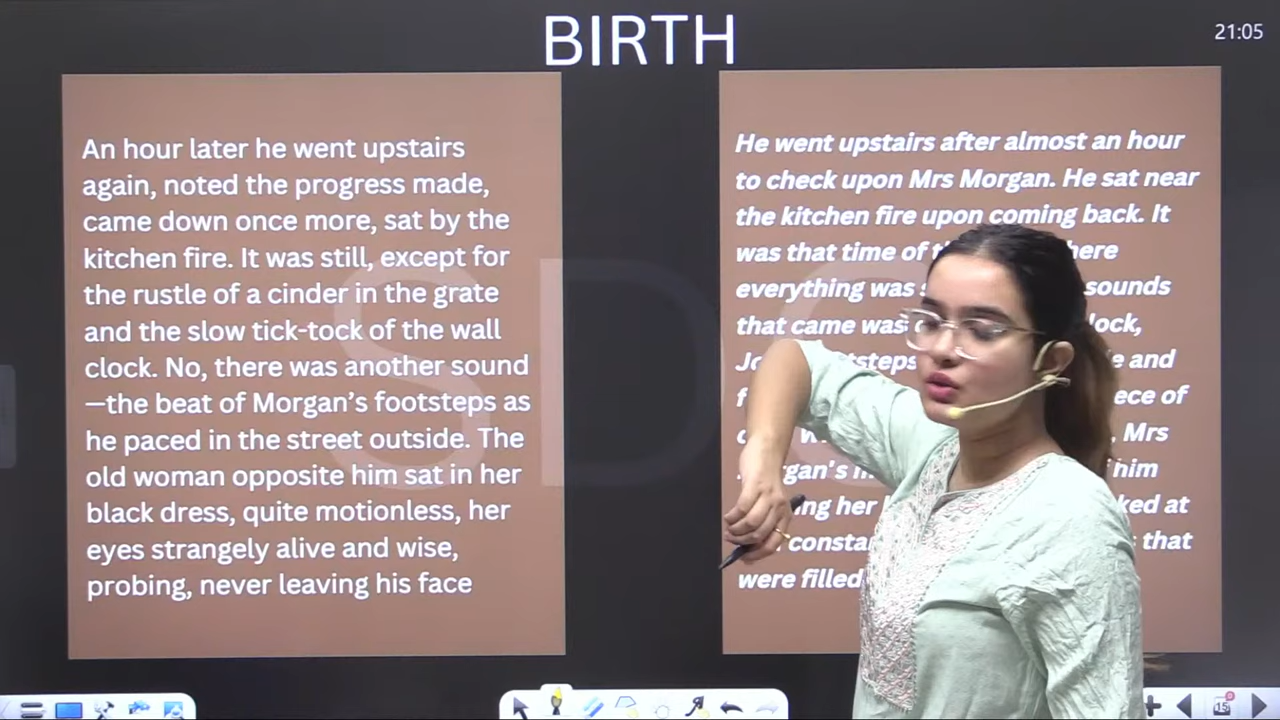 BIRTH
21:05
An hour later he went upstairs
again, noted the progress made,
came down once more, sat by the
kitchen fire. It was still, except for
the rustle of a cinder in the grate
and the slow tick-tock of the wall
clock. No, there was another sound
—the beat of Morgan's footsteps as
he paced in the street outside. The
old woman opposite him sat in her
black dress, quite motionless, her
eyes strangely alive and wise,
probing, never leaving his face
He went upstairs after almost an hour
to check upon Mrs Morgan. He sat near
the kitchen fire upon coming back. It
was that time of
everything was sounds
that came was
and
of
Mrs
him
her
at
that
were filled
SD
15